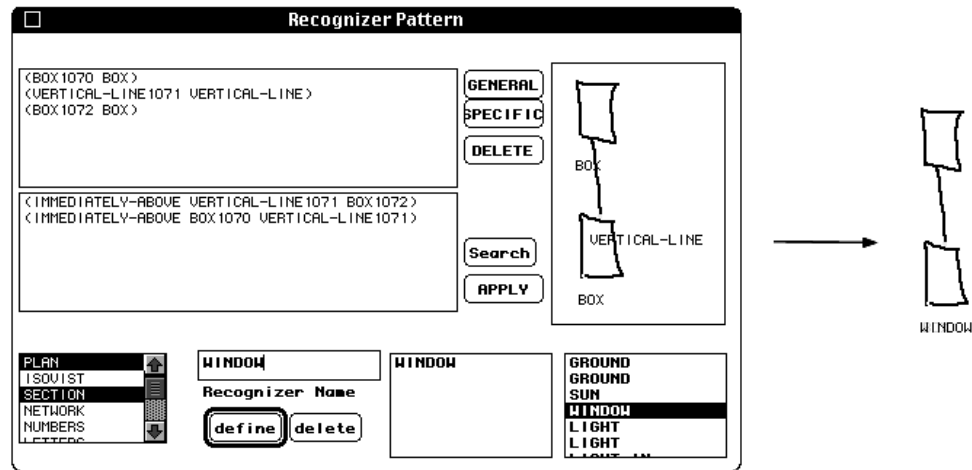 Recognizer Pattern
(BOX1070 BOX)
(VERTICAL-LINE1071 VERTICAL-LINE)
(BOX1072 BOX)
GENERAL
SPECIFIC
DELETE
(IMMEDIATELY-ABOVE VERTICAL-LINE1071 BOX1072)
(IMMEDIATELY-ABOVE BOX1070 VERTICAL-LINE1071)
Search
APPLY
BOX
VERTICAL-LINE
BOX
WINDOW
PLAN
ISOVIST
SECTION
NETWORK
NUMBERS
LETTERS
WINDOW
Recognizer Name
define
delete
WINDOW
GROUND
GROUND
SUN
WINDOW
LIGHT
LIGHT